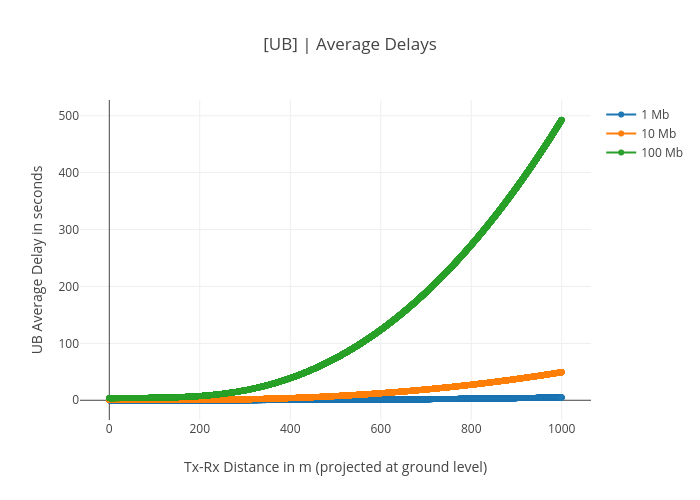 [UB] | Average Delays
1 Mb
10 Mb
100 Mb
UB Average Delay in seconds
500
400
300
200
100
0
0 200 400 600 800 1000
Tx-Rx Distance in m (projected at ground level)